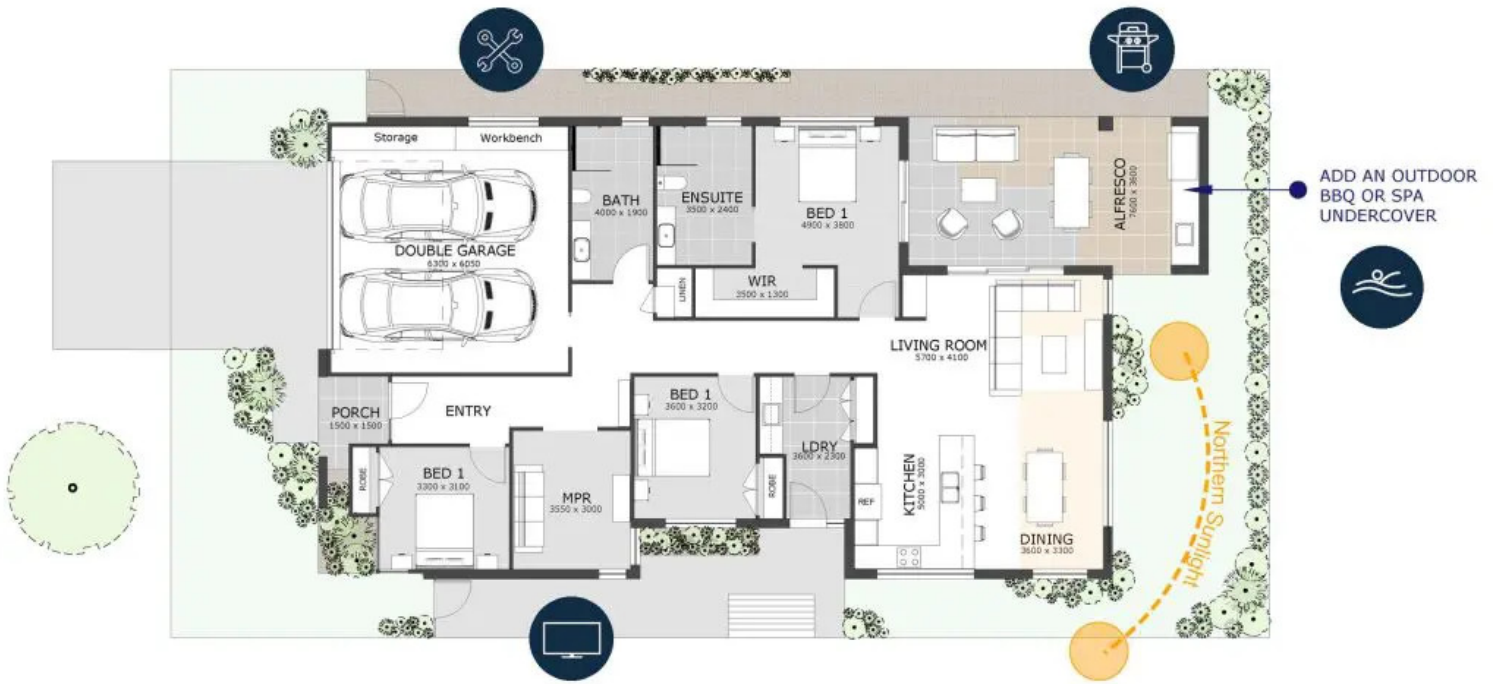 Storage
Workbench
BATH
4000 x 1900
ENSUITE
3500 x 2400
BED 1
4900 x 3800
ALFRESCO
7600 x 3600
ADD AN OUTDOOR
BBQ OR SPA
UNDERCOVER
DOUBLE GARAGE
6300 x 6050
LINEN
WIR
3500 x 1300
LIVING ROOM
5700 x 4100
PORCH
1500 x 1500
ENTRY
BED 1
3600 x 3200
LDRY
3600 x 2300
ROBE
BED 1
3300 x 3100
MPR
3550 x 3000
ROBE
REF
KITCHEN
5000 x 3000
DINING
3600 x 3300
Northern Sunlight